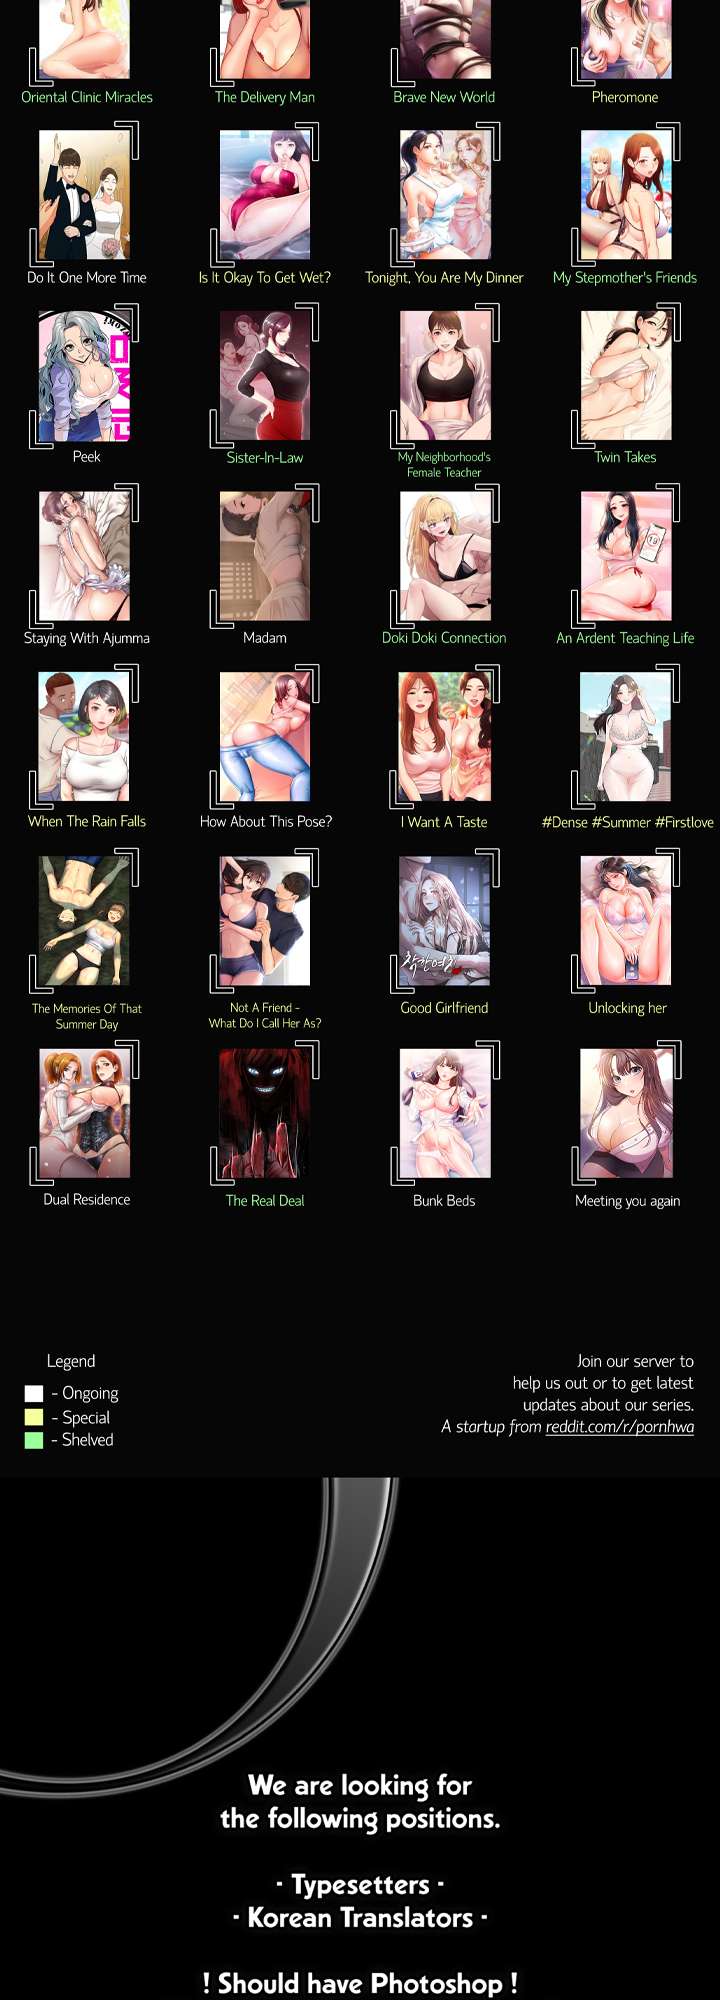 Oriental Clinic Miracles
The Delivery Man
Brave New World
Pheromone
Do It One More Time
Is It Okay To Get Wet?
Tonight, You Are My Dinner
My Stepmother's Friends
Peek
Sister-In-Law
My Neighborhood's
Female Teacher
Twin Takes
Staying With Ajumma
Madam
Doki Doki Connection
An Ardent Teaching Life
When The Rain Falls
How About This Pose?
I Want A Taste
#Dense #Summer #Firstlove
착한여친
The Memories Of That
Summer Day
Not A Friend -
What Do I Call Her As?
Good Girlfriend
Unlocking her
Dual Residence
The Real Deal
Bunk Beds
Meeting you again
Legend
- Ongoing
- Special
- Shelved
Join our server to
help us out or to get latest
updates about our series.
A startup from reddit.com/r/pornhwa
We are looking for
the following positions.
- Typesetters -
- Korean Translators -
! Should have Photoshop !